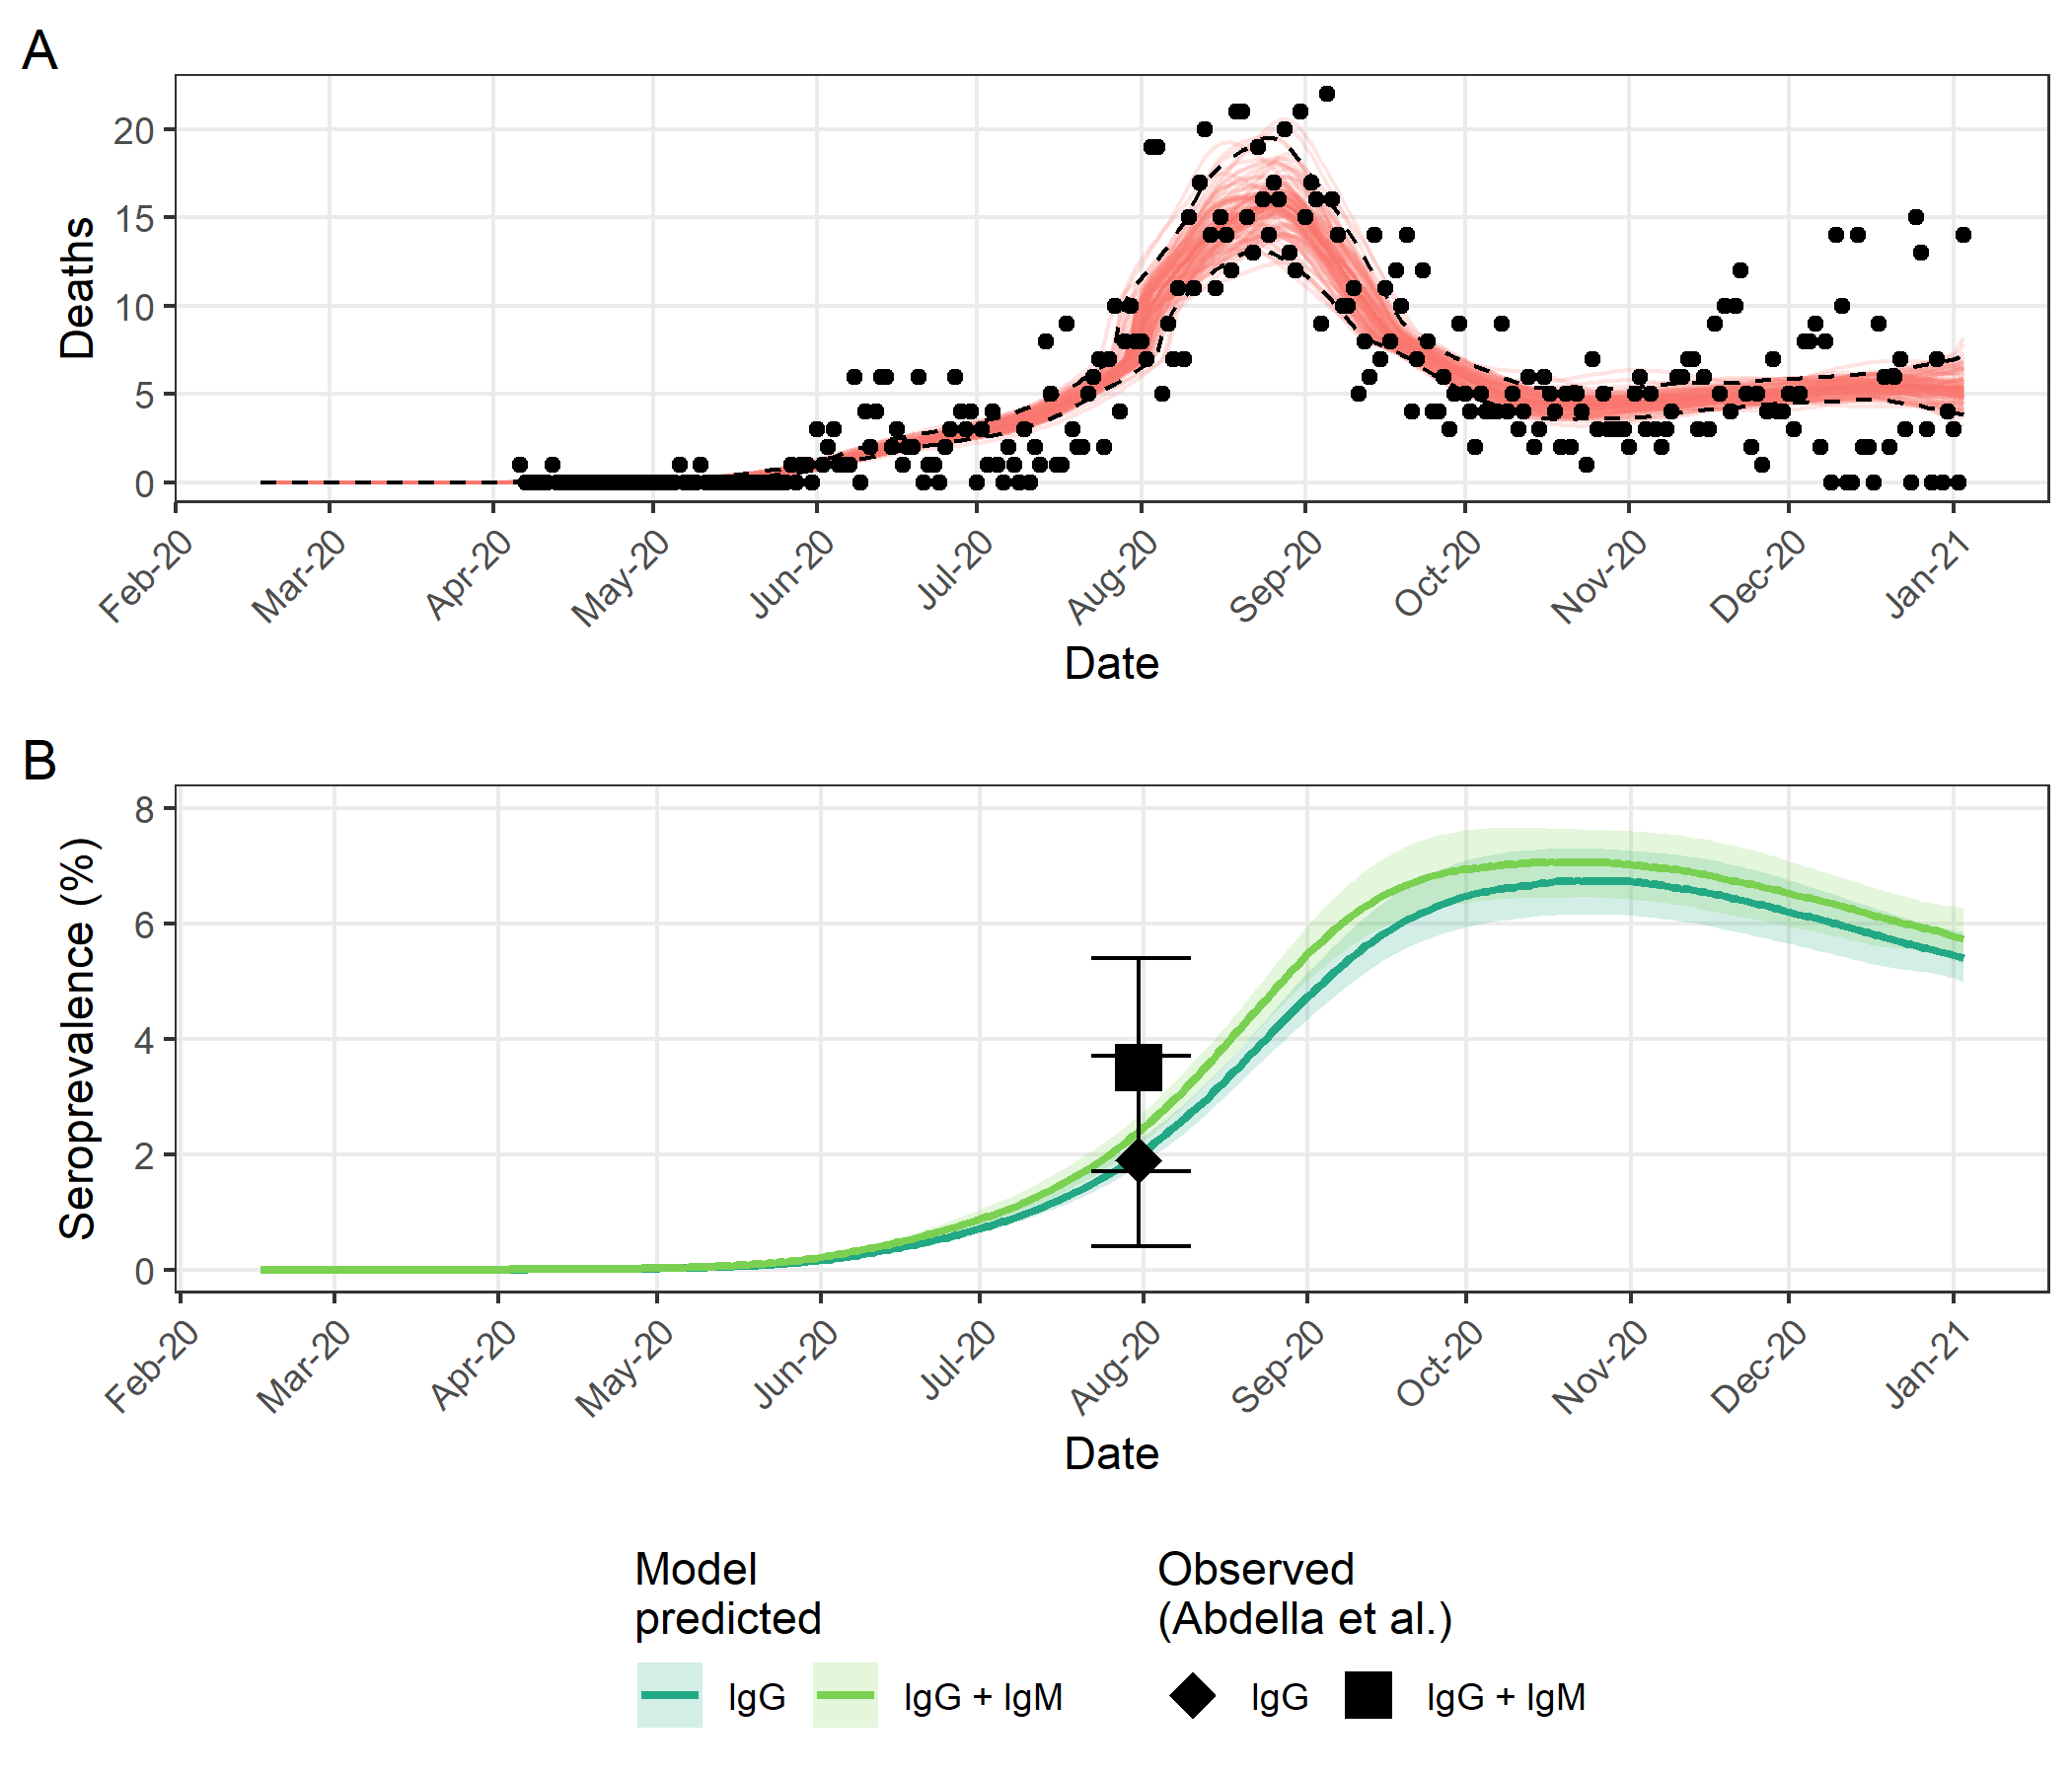 A
20
15
10
5
0
Deaths
Feb-20 Mar-20 Apr-20 May-20 Jun-20 Jul-20 Aug-20 Sep-20 Oct-20 Nov-20 Dec-20 Jan-21
Date
B
8
6
4
2
0
Seroprevalence (%)
Feb-20 Mar-20 Apr-20 May-20 Jun-20 Jul-20 Aug-20 Sep-20 Oct-20 Nov-20 Dec-20 Jan-21
Date
Model
predicted
IgG IgG + IgM
Observed
(Abdella et al.)
IgG IgG + IgM